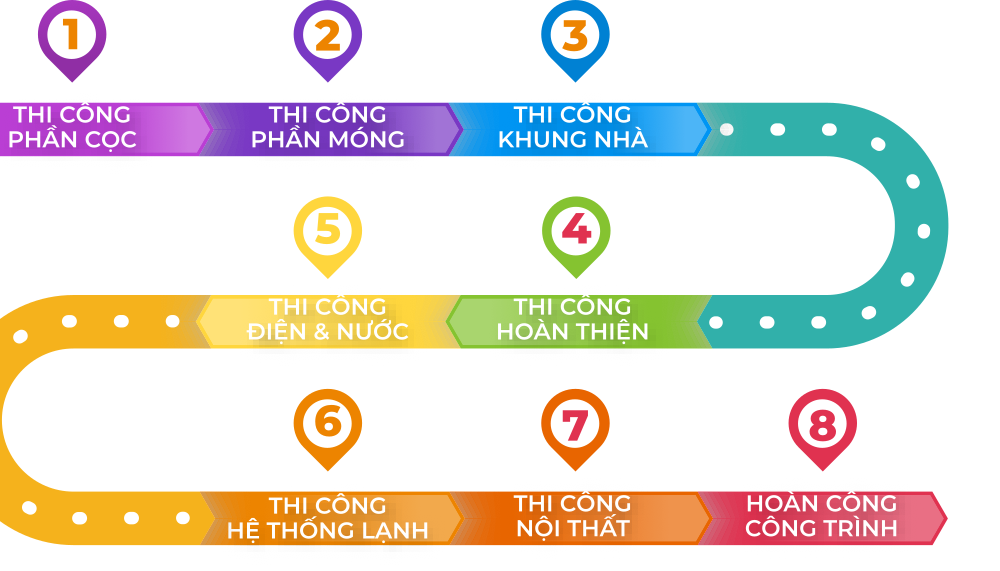 1
2
3
THI CÔNG
PHẦN CỌC
THI CÔNG
PHẦN MÓNG
THI CÔNG
KHUNG NHÀ
4
5
THI CÔNG
HOÀN THIỆN
THI CÔNG
ĐIỆN & NƯỚC
6
7
8
THI CÔNG
HỆ THỐNG LẠNH
THI CÔNG
NỘI THẤT
HOÀN CÔNG
CÔNG TRÌNH